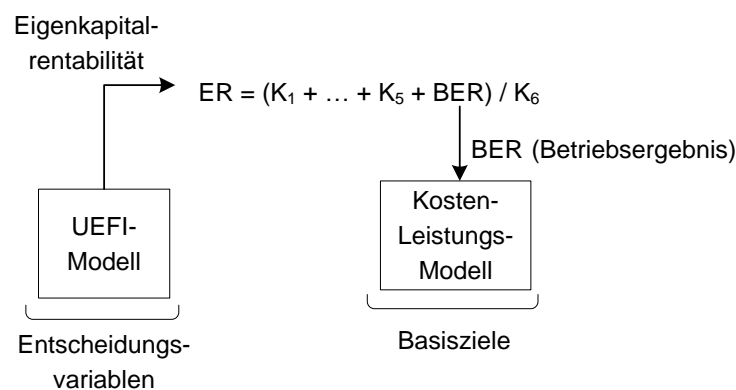 Eigenkapital-
rentabilität
ER = (K₁ + … + K₅ + BER) / K₆
BER (Betriebsergebnis)
UEFI-
Modell
Kosten-
Leistungs-
Modell
Entscheidungs-
variablen
Basisziele